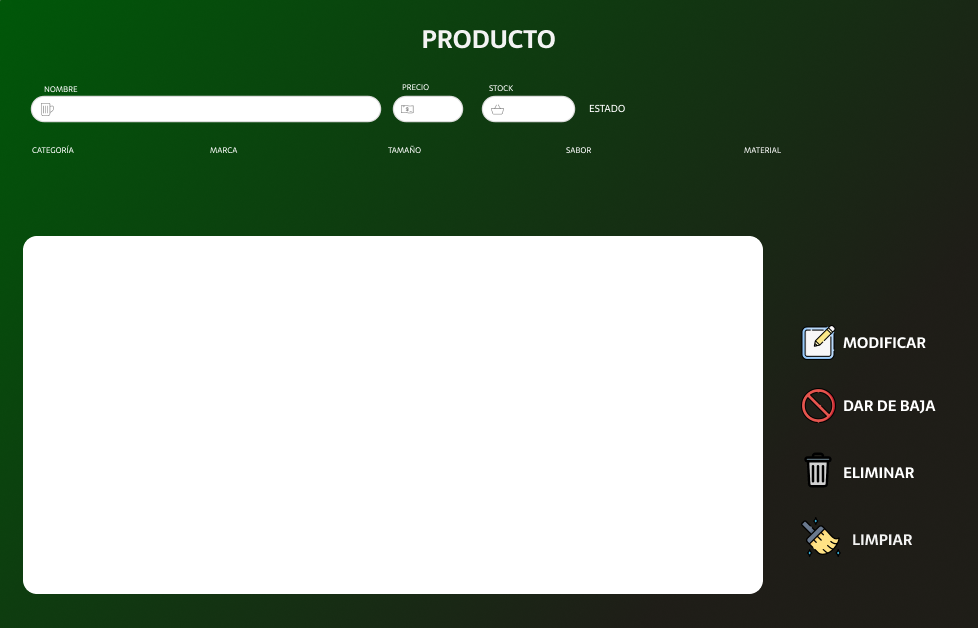 PRODUCTO
NOMBRE
PRECIO
STOCK
ESTADO
CATEGORÍA
MARCA
TAMAÑO
SABOR
MATERIAL
MODIFICAR
DAR DE BAJA
ELIMINAR
LIMPIAR